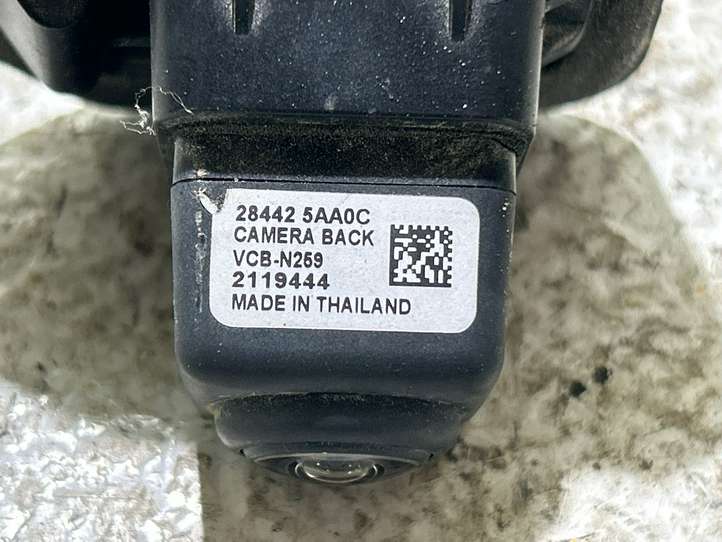 28442 5AA0C
CAMERA BACK
VCB-N259
2119444
MADE IN THAILAND